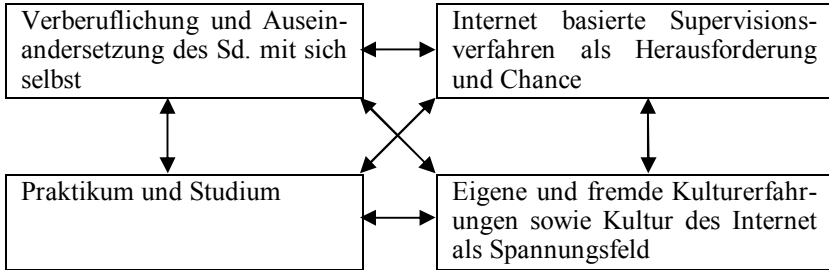 Verberuflichung und Ausein-
andersetzung des Sd. mit sich
selbst
Internet basierte Supervisions-
verfahren als Herausforderung
und Chance
Praktikum und Studium
Eigene und fremde Kulturerfahr-
ungen sowie Kultur des Internet
als Spannungsfeld